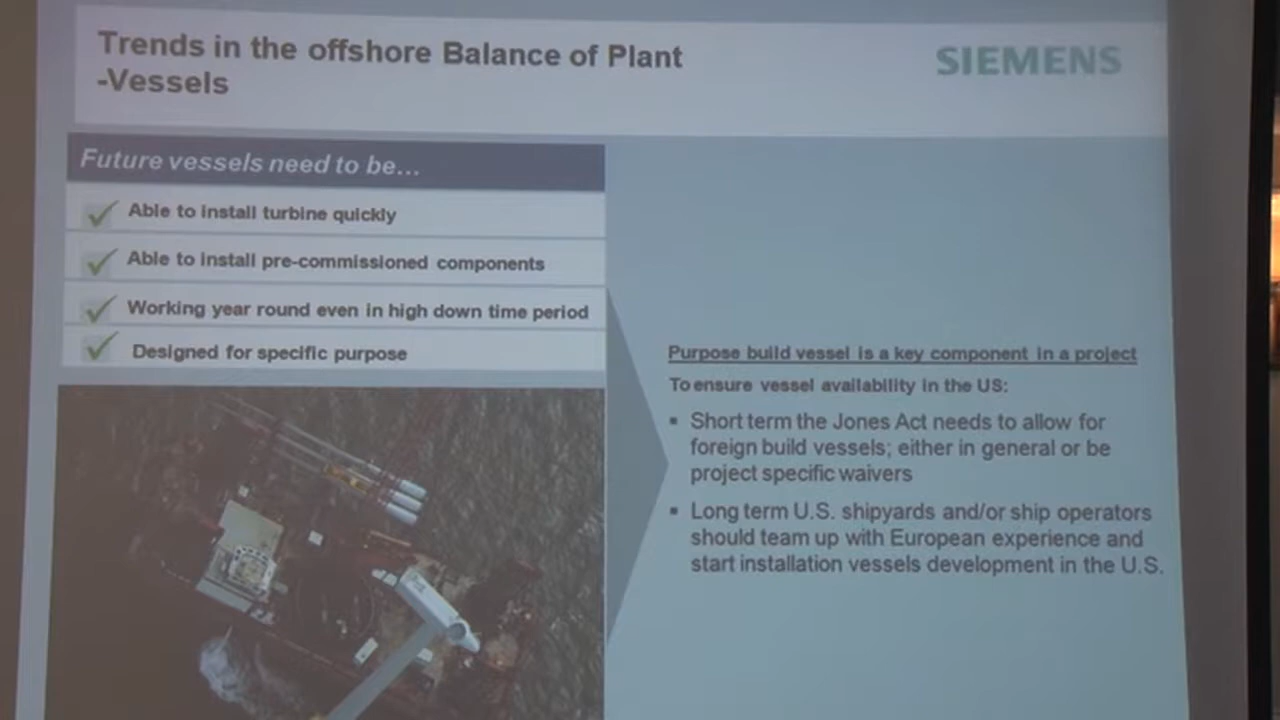 Trends in the offshore Balance of Plant
-Vessels
SIEMENS
Future vessels need to be...
Able to install turbine quickly
Able to install pre-commissioned components
Working year round even in high down time period
Designed for specific purpose
Purpose build vessel is a key component in a project
To ensure vessel availability in the US:
▪ Short term the Jones Act needs to allow for
foreign build vessels; either in general or be
project specific waivers
▪ Long term U.S. shipyards and/or ship operators
should team up with European experience and
start installation vessels development in the U.S.